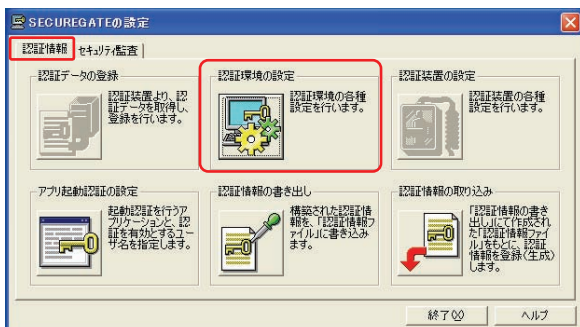 SECUREGATEの設定
認証情報 セキュリティ監査
認証データの登録
認証装置より、認
証データを取得し、
登録を行います。
認証環境の設定
認証環境の各種
設定を行います。
認証装置の設定
認証装置の各種
設定を行います。
アプリ起動認証の設定
起動認証を行うア
プリケーションと、認
証を有効とするユー
ザ名を指定します。
認証情報の書き出し
構築された認証情
報を、「認証情報フ
ァイル」に書き込み
ます。
認証情報の取り込み
「認証情報の書き
出し」にて作成され
た「認証情報ファイ
ル」をもとに、認証
情報を登録(生成)
します。
終了(X) ヘルプ